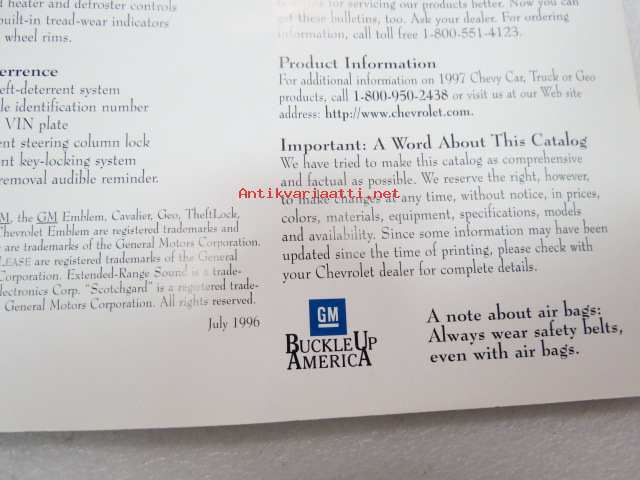 heater and defroster controls
built-in tread-wear indicators
wheel rims.
errence
eft-deterrent system
le identification number
VIN plate
ent steering column lock
ent key-locking system
removal audible reminder.
GM, the GM Emblem, Cavalier, Geo, TheftLock,
Chevrolet Emblem are registered trademarks and
are trademarks of the General Motors Corporation.
LEASE are registered trademarks of the General
Corporation. Extended-Range Sound is a trade-
lectronics Corp. "Scotchgard" is a registered trade-
General Motors Corporation. All rights reserved.
July 1996
for servicing our products better. Now you can
get these bulletins, too. Ask your dealer. For ordering
information, call toll free 1-800-551-4123.
Product Information
For additional information on 1997 Chevy Car, Truck or Geo
products, call 1-800-950-2438 or visit us at our Web site
address: http://www.chevrolet.com.
Important: A Word About This Catalog
We have tried to make this catalog as comprehensive
and factual as possible. We reserve the right, however,
to make changes at any time, without notice, in prices,
colors, materials, equipment, specifications, models
and availability. Since some information may have been
updated since the time of printing, please check with
your Chevrolet dealer for complete details.
GM
BUCKLE UP
AMERICA
A note about air bags:
Always wear safety belts,
even with air bags.
Antikvariaatti.net